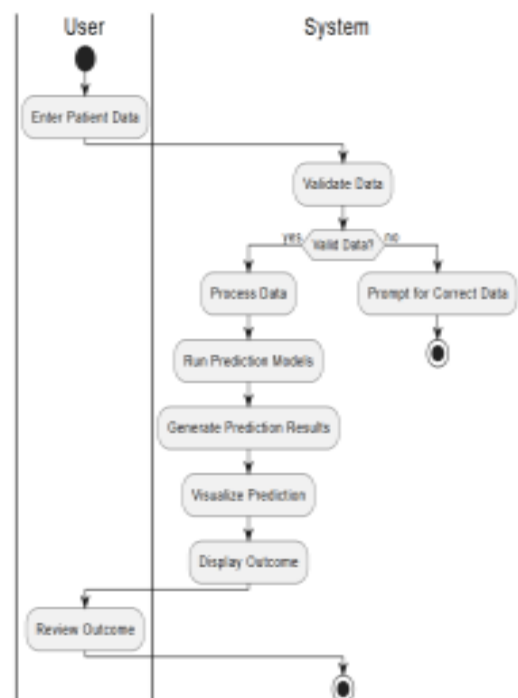 User
System
Enter Patient Data
Validate Data
yes
Valid Data?
no
Process Data
Prompt for Correct Data
Run Prediction Models
Generate Prediction Results
Visualize Prediction
Display Outcome
Review Outcome